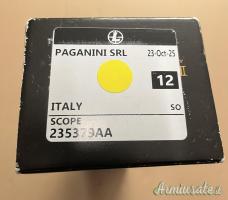 PAGANINI SRL
23-Oct-25
12
ITALY
SO
SCOPE
235379AA
Armiusate.it